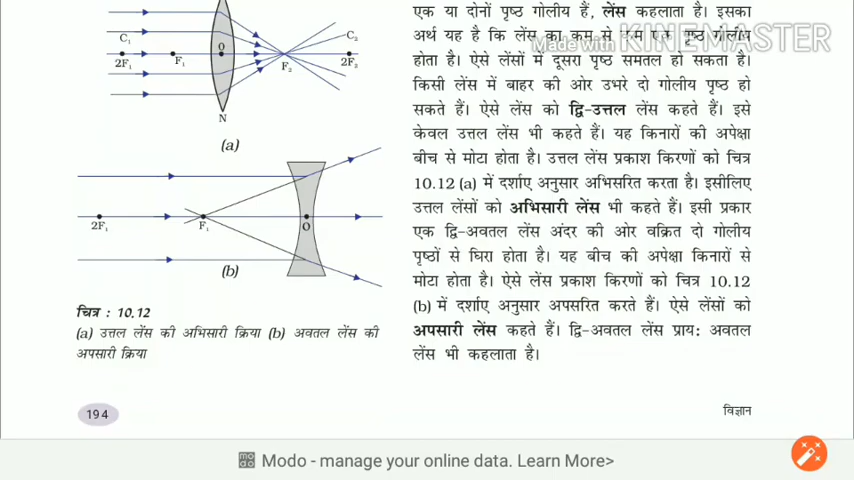 C₁
C₂
2F₁
F₁
O
F₂
2F₂
N
(a)
2F₁
F₁
O
(b)
चित्र : 10.12
(a) उत्तल लेंस की अभिसारी क्रिया (b) अवतल लेंस की
अपसारी क्रिया
194
एक या दोनों पृष्ठ गोलीय हैं, लेंस कहलाता है। इसका
अर्थ यह है कि लेंस का कम से कम एक पृष्ठ गोलीय
Made with KINEMASTER
होता है। ऐसे लेंसों में दूसरा पृष्ठ समतल हो सकता है।
किसी लेंस में बाहर की ओर उभरे दो गोलीय पृष्ठ हो
सकते हैं। ऐसे लेंस को द्वि-उत्तल लेंस कहते हैं। इसे
केवल उत्तल लेंस भी कहते हैं। यह किनारों की अपेक्षा
बीच से मोटा होता है। उत्तल लेंस प्रकाश किरणों को चित्र
10.12 (a) में दर्शाए अनुसार अभिसरित करता है। इसीलिए
उत्तल लेंसों को अभिसारी लेंस भी कहते हैं। इसी प्रकार
एक द्वि-अवतल लेंस अंदर की ओर वक्रित दो गोलीय
पृष्ठों से घिरा होता है। यह बीच की अपेक्षा किनारों से
मोटा होता है। ऐसे लेंस प्रकाश किरणों को चित्र 10.12
(b) में दर्शाए अनुसार अपसरित करते हैं। ऐसे लेंसों को
अपसारी लेंस कहते हैं। द्वि-अवतल लेंस प्राय: अवतल
लेंस भी कहलाता है।
विज्ञान
Modo - manage your online data. Learn More>